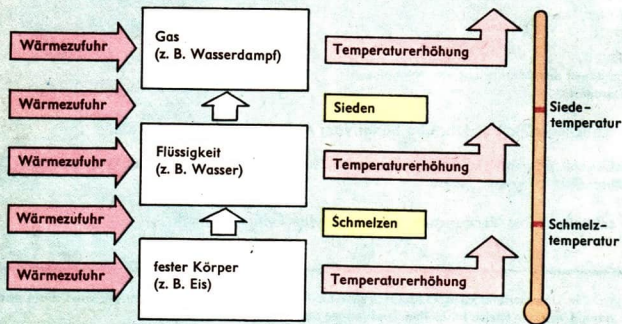 Wärmezufuhr
Gas
(z. B. Wasserdampf)
Temperaturerhöhung
Wärmezufuhr
Sieden
Siede-
temperatur
Wärmezufuhr
Flüssigkeit
(z. B. Wasser)
Temperaturerhöhung
Wärmezufuhr
Schmelzen
Schmelz-
temperatur
Wärmezufuhr
fester Körper
(z. B. Eis)
Temperaturerhöhung